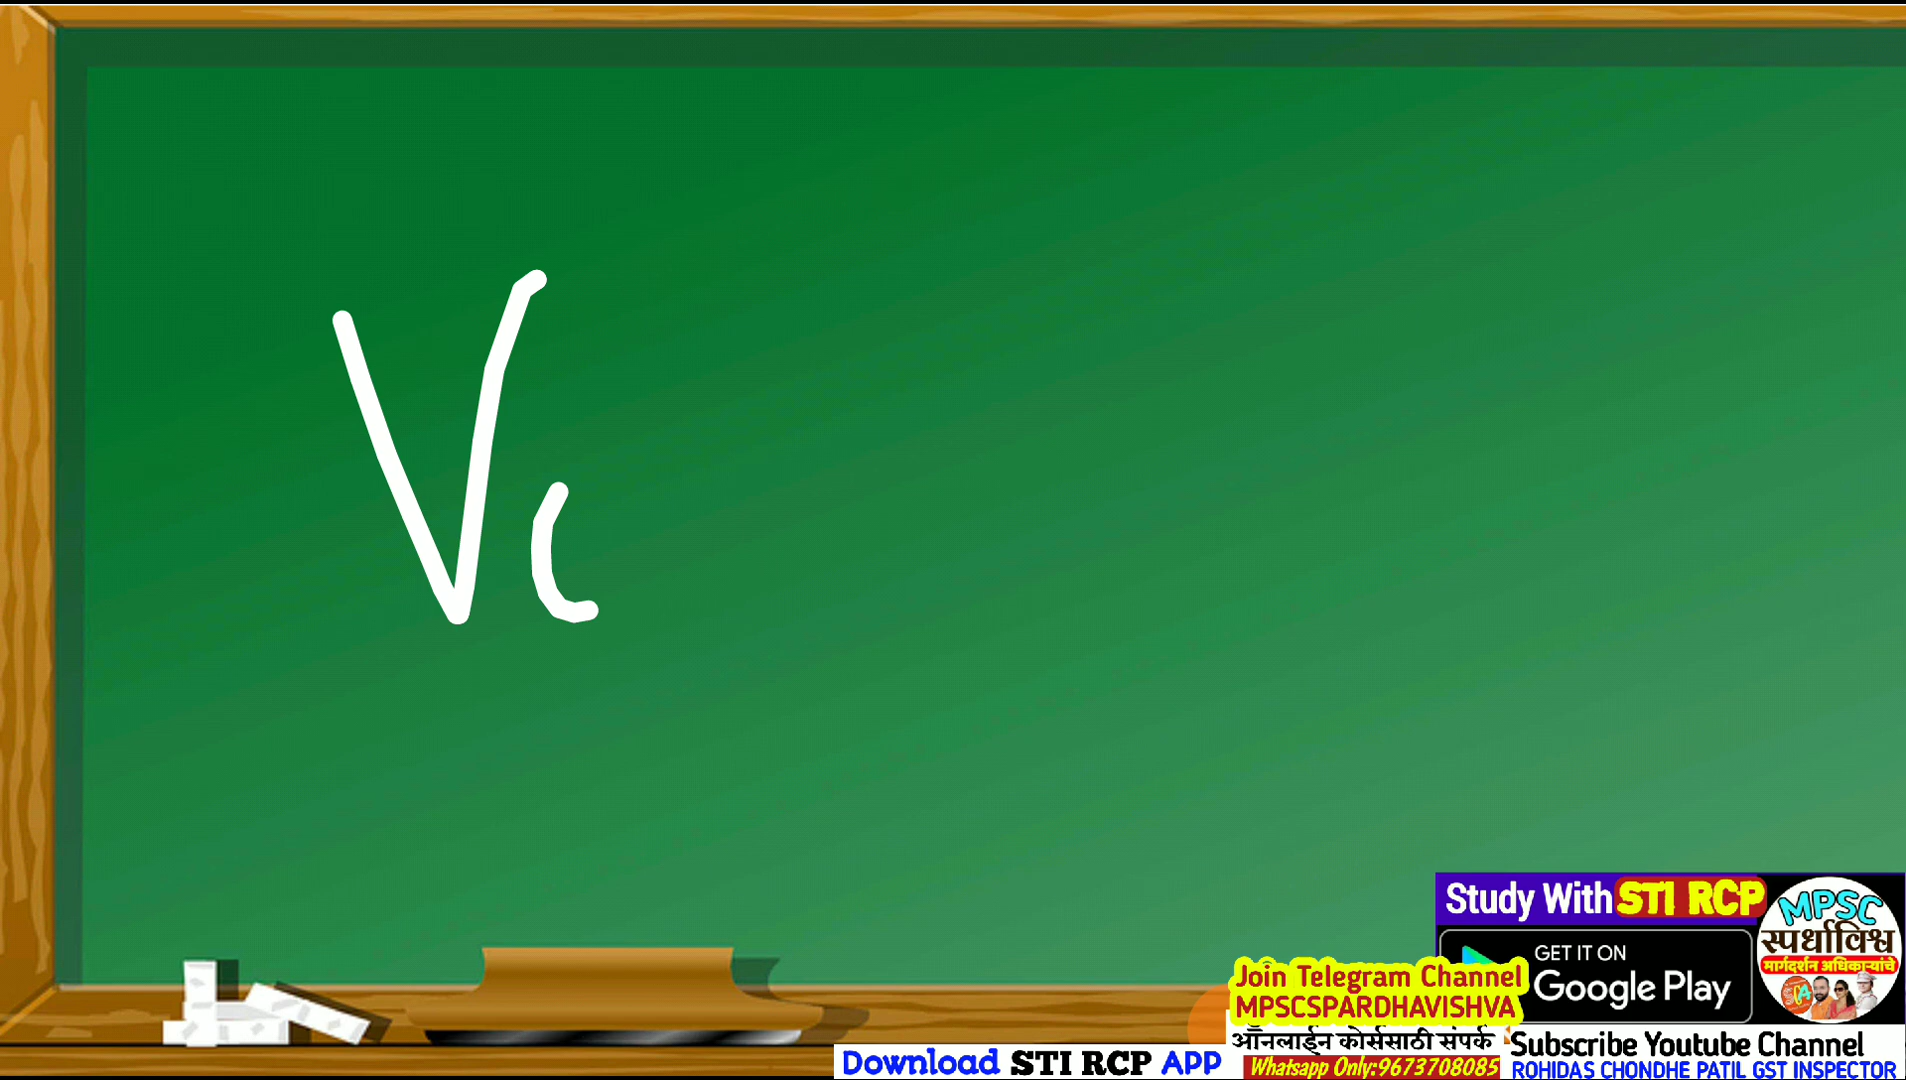 Vc
Study With STI RCP
MPSC
स्पर्धाविश्व
मार्गदर्शन अधिकाऱ्यांचे
GET IT ON
Google Play
Join Telegram Channel
MPSCSPARDHAVISHVA
ऑनलाईन कोर्ससाठी संपर्क
Whatsapp Only:9673708085
Download STI RCP APP
Subscribe Youtube Channel
ROHIDAS CHONDHE PATIL GST INSPECTOR